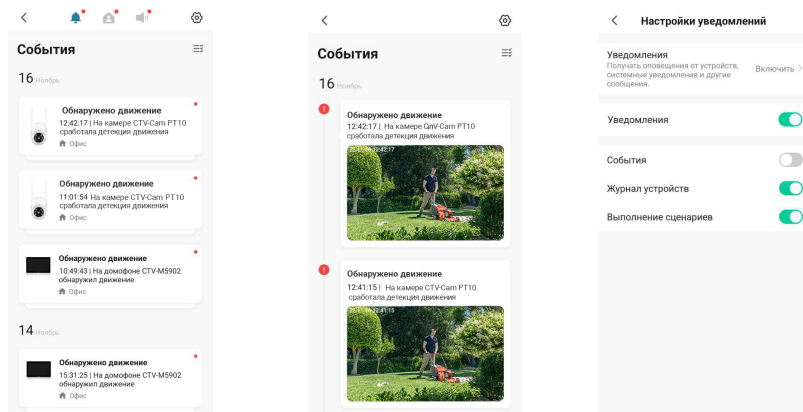 События
16 Ноябрь
Обнаружено движение
12:42:17 | На камере CTV-Cam PT10
сработала детекция движения
Офис
Обнаружено движение
11:01:54 На камере CTV-Cam PT10
сработала детекция движения
Офис
Обнаружено движение
10:49:43 | На домофоне CTV-M5902
обнаружил движение
Офис
14 Ноябрь
Обнаружено движение
15:31:25 | На домофоне CTV-M5902
обнаружил движение
Офис
События
16 Ноябрь
Обнаружено движение
12:42:17 | На камере CтV-Cam PT10
сработала детекция движения
Обнаружено движение
12:41:15 | На камере CTV-Cam PT10
сработала детекция движения
Настройки уведомлений
Уведомления
Получать оповещения от устройств,
системные уведомления и другие
сообщения.
Включить
Уведомления
События
Журнал устройств
Выполнение сценариев